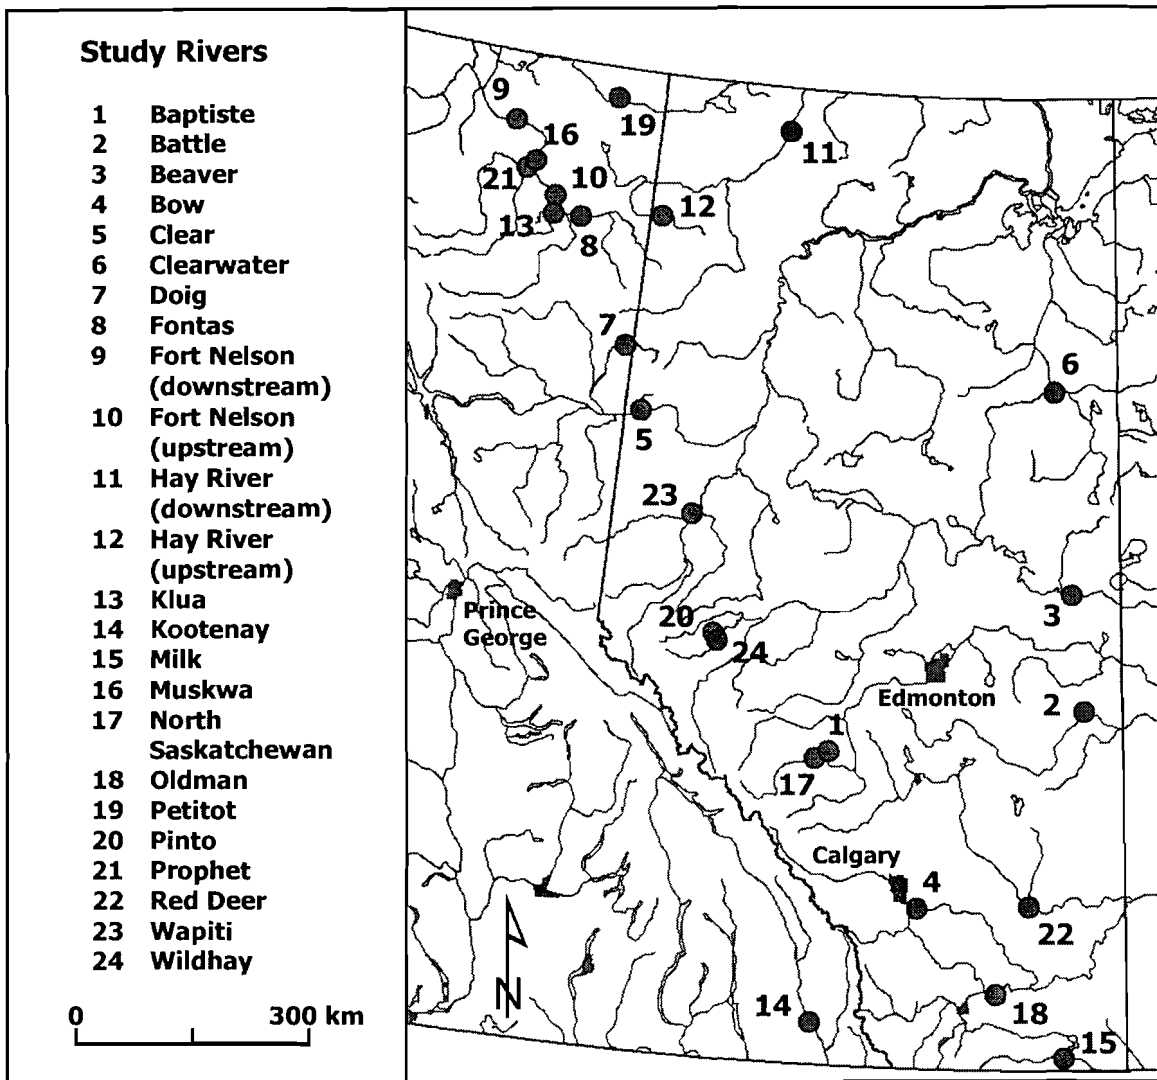 Study Rivers
1 Baptiste
2 Battle
3 Beaver
4 Bow
5 Clear
6 Clearwater
7 Doig
8 Fontas
9 Fort Nelson
(downstream)
10 Fort Nelson
(upstream)
11 Hay River
(downstream)
12 Hay River
(upstream)
13 Klua
14 Kootenay
15 Milk
16 Muskwa
17 North
Saskatchewan
18 Oldman
19 Petitot
20 Pinto
21 Prophet
22 Red Deer
23 Wapiti
24 Wildhay
0 300 km
9
19
16
11
21
10
13
12
8
7
6
5
23
3
Prince
George
20
24
Edmonton
2
1
17
Calgary
4
22
N
14
18
15